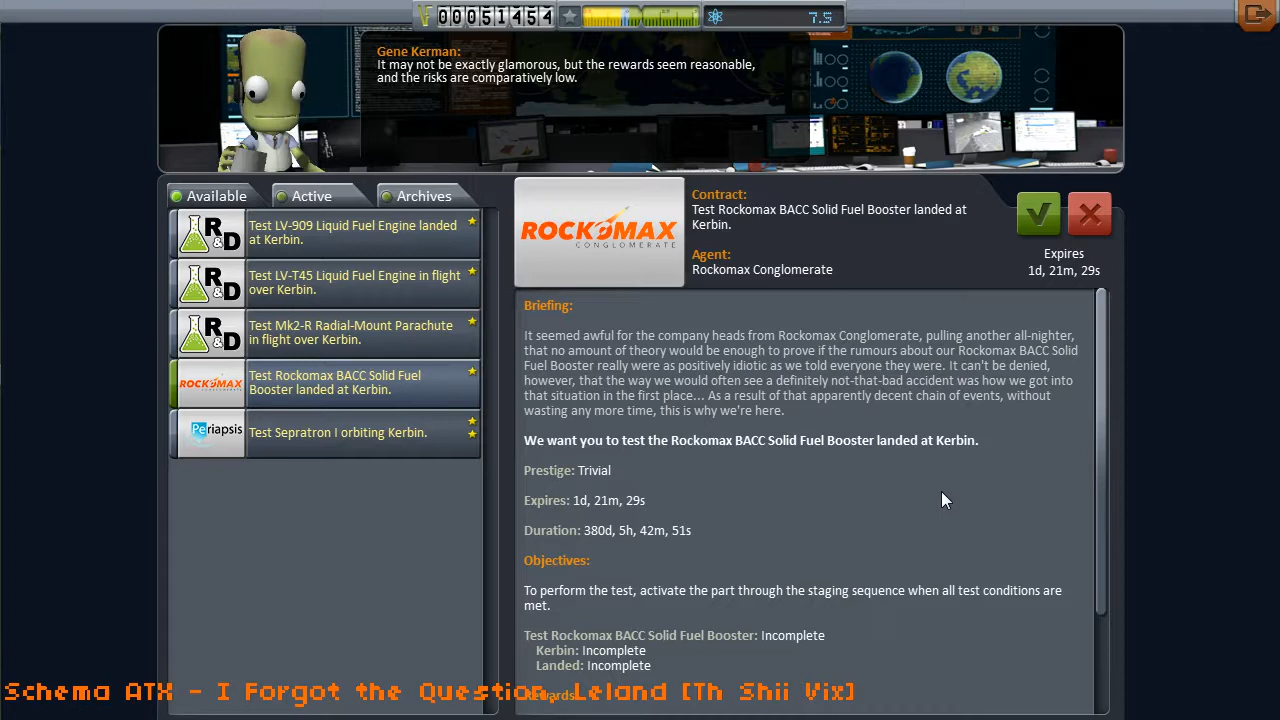 00051454
7.5
Gene Kerman:
It may not be exactly glamorous, but the rewards seem reasonable,
and the risks are comparatively low.
Available
Active
Archives
R&D
Test LV-909 Liquid Fuel Engine landed
at Kerbin.
R&D
Test LV-T45 Liquid Fuel Engine in flight
over Kerbin.
R&D
Test Mk2-R Radial-Mount Parachute
in flight over Kerbin.
ROCKOMAX
Test Rockomax BACC Solid Fuel
Booster landed at Kerbin.
Periapsis
Test Sepratron I orbiting Kerbin.
ROCKOMAX
CONGLOMERATE
Contract:
Test Rockomax BACC Solid Fuel Booster landed at
Kerbin.
Agent:
Rockomax Conglomerate
Expires
1d, 21m, 29s
Briefing:
It seemed awful for the company heads from Rockomax Conglomerate, pulling another all-nighter,
that no amount of theory would be enough to prove if the rumours about our Rockomax BACC Solid
Fuel Booster really were as positively idiotic as we told everyone they were. It can't be denied,
however, that the way we would often see a definitely not-that-bad accident was how we got into
that situation in the first place... As a result of that apparently decent chain of events, without
wasting any more time, this is why we're here.
We want you to test the Rockomax BACC Solid Fuel Booster landed at Kerbin.
Prestige: Trivial
Expires: 1d, 21m, 29s
Duration: 380d, 5h, 42m, 51s
Objectives:
To perform the test, activate the part through the staging sequence when all test conditions are
met.
Test Rockomax BACC Solid Fuel Booster: Incomplete
Kerbin: Incomplete
Landed: Incomplete
Rewards:
Schema ATX - I Forgot the Question, Leland [Th Shii Vix]